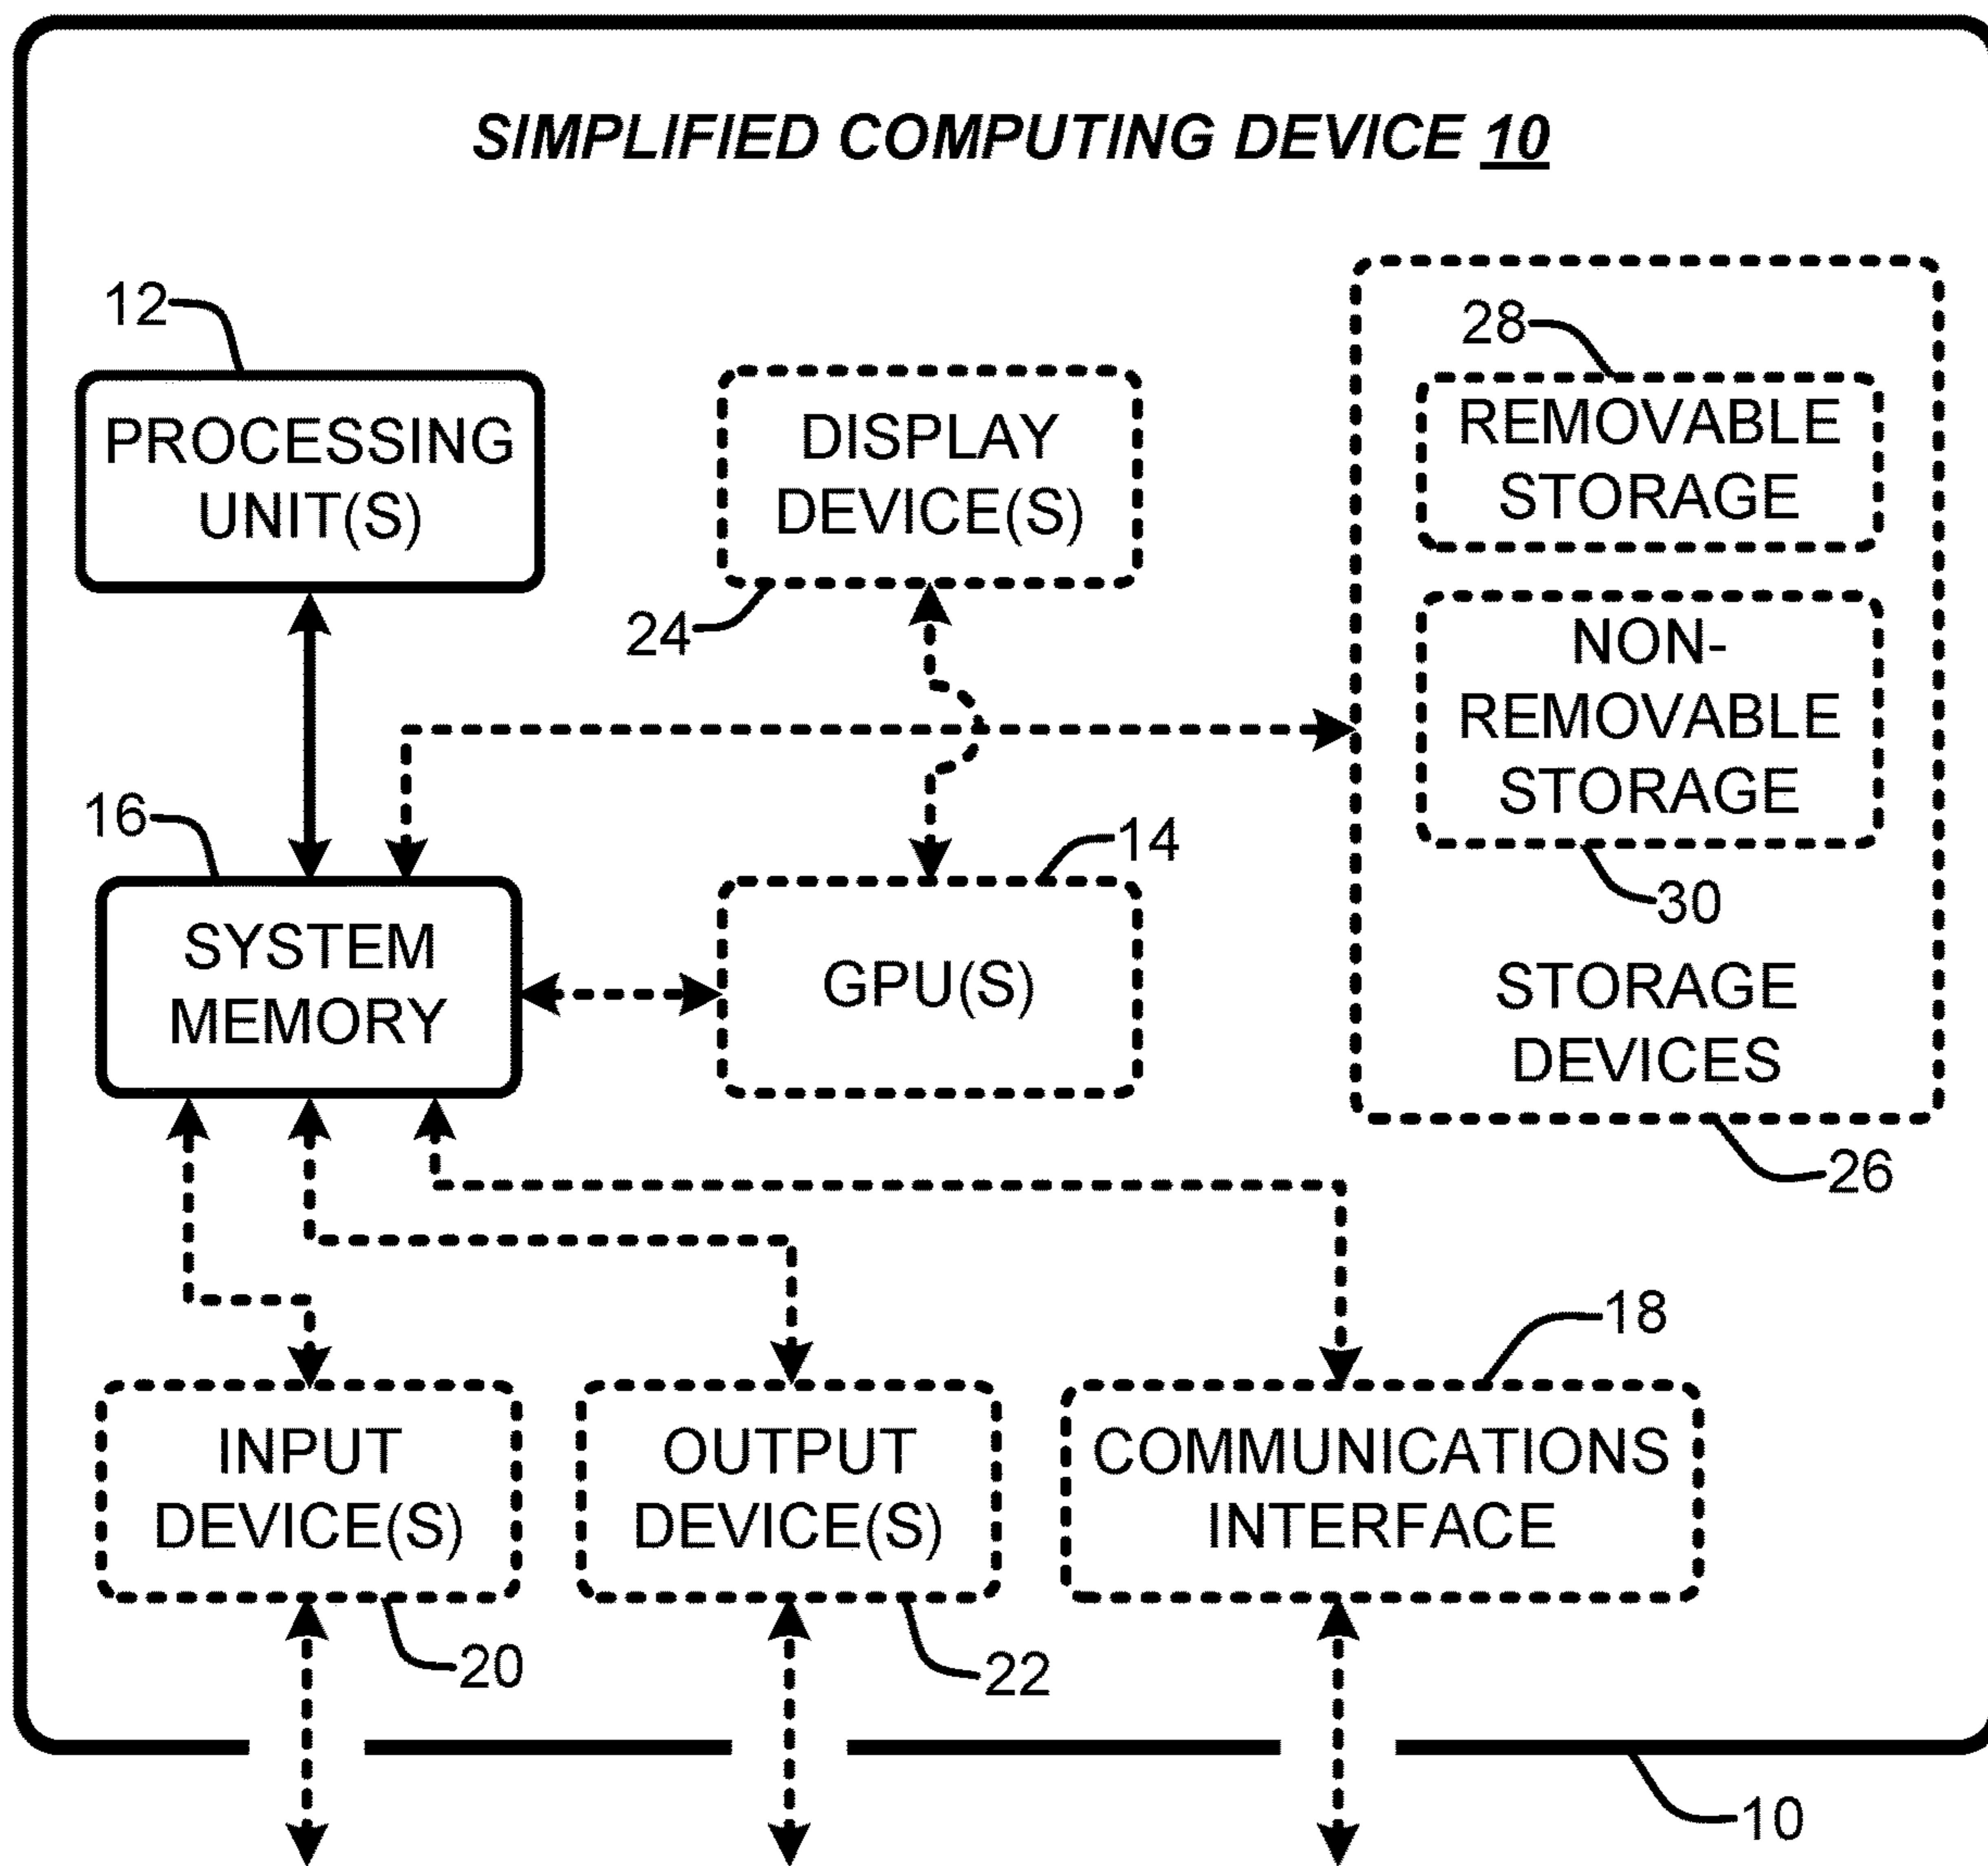 SIMPLIFIED COMPUTING DEVICE 10
12
PROCESSING
UNIT(S)
DISPLAY
DEVICE(S)
24
28
REMOVABLE
STORAGE
NON-
REMOVABLE
STORAGE
30
STORAGE
DEVICES
26
16
SYSTEM
MEMORY
14
GPU(S)
18
INPUT
DEVICE(S)
20
OUTPUT
DEVICE(S)
22
COMMUNICATIONS
INTERFACE
10